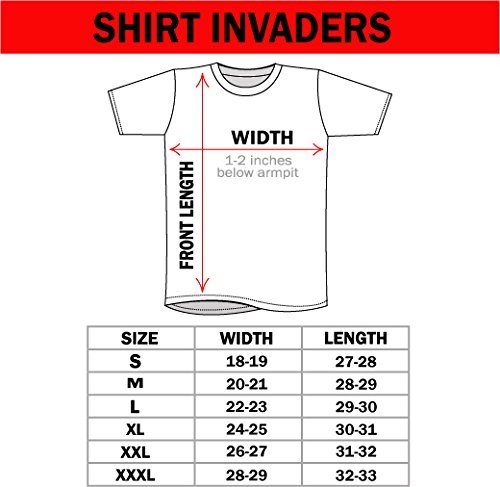 SHIRT INVADERS
WIDTH
1-2 inches
below armpit
FRONT LENGTH
SIZE WIDTH LENGTH
S 18-19 27-28
M 20-21 28-29
L 22-23 29-30
XL 24-25 30-31
XXL 26-27 31-32
XXXL 28-29 32-33